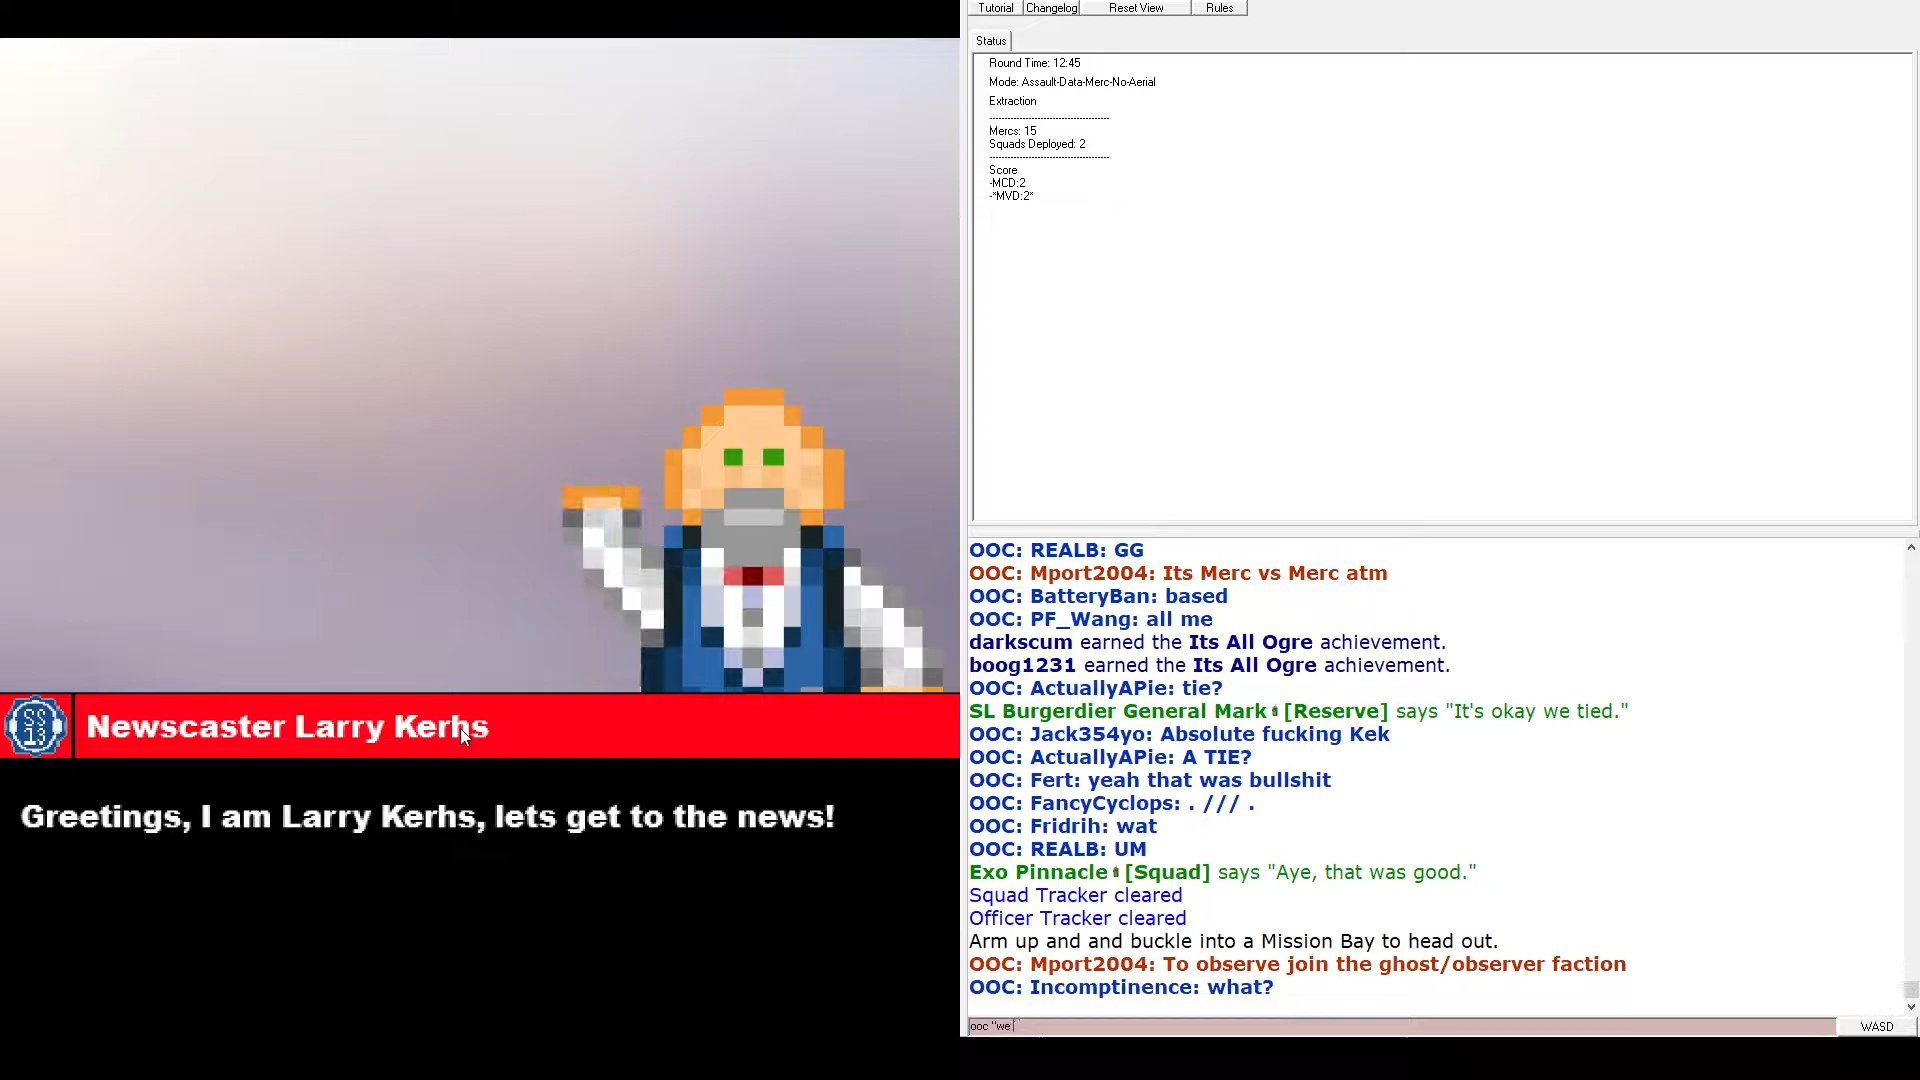 Tutorial
Changelog
Reset View
Rules
Status
Round Time: 12:45
Mode: Assault-Data-Merc-No-Aerial
Extraction
----------------------------------------
Mercs: 15
Squads Deployed: 2
----------------------------------------
Score
-MCD:2
-*MVD:2*
SS
13
Newscaster Larry Kerhs
Greetings, I am Larry Kerhs, lets get to the news!
OOC: REALB: GG
OOC: Mport2004: Its Merc vs Merc atm
OOC: BatteryBan: based
OOC: PF_Wang: all me
darkscum earned the Its All Ogre achievement.
boog1231 earned the Its All Ogre achievement.
OOC: ActuallyAPie: tie?
SL Burgerdier General Mark [Reserve] says "It's okay we tied."
OOC: Jack354yo: Absolute fucking Kek
OOC: ActuallyAPie: A TIE?
OOC: Fert: yeah that was bullshit
OOC: FancyCyclops: . /// .
OOC: Fridrih: wat
OOC: REALB: UM
Exo Pinnacle [Squad] says "Aye, that was good."
Squad Tracker cleared
Officer Tracker cleared
Arm up and and buckle into a Mission Bay to head out.
OOC: Mport2004: To observe join the ghost/observer faction
OOC: Incomptinence: what?
ooc "we
WASD